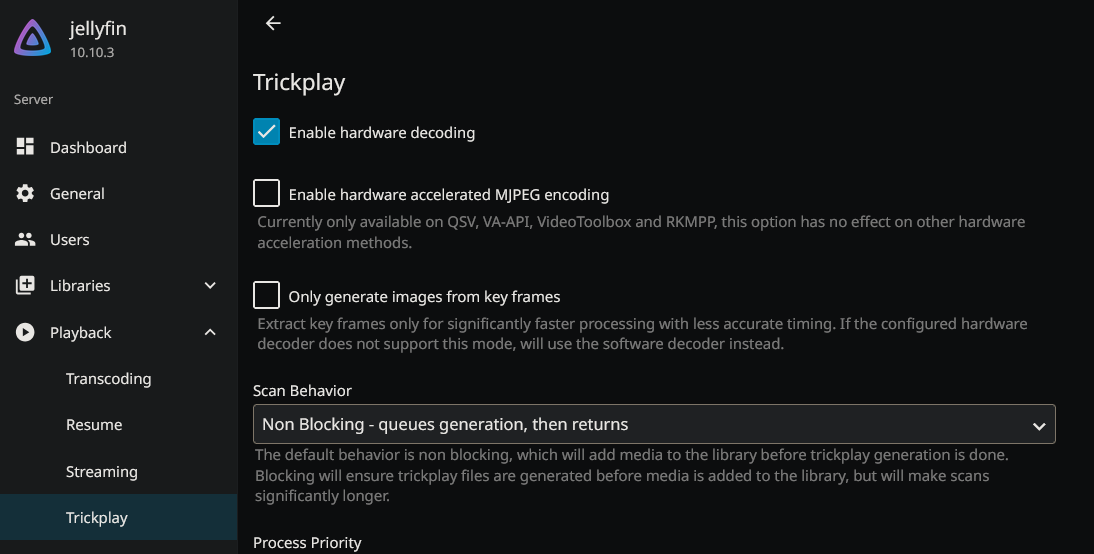 jellyfin
10.10.3
Server
Dashboard
General
Users
Libraries
Playback
Transcoding
Resume
Streaming
Trickplay
Trickplay
Enable hardware decoding
Enable hardware accelerated MJPEG encoding
Currently only available on QSV, VA-API, VideoToolbox and RKMPP, this option has no effect on other hardware
acceleration methods.
Only generate images from key frames
Extract key frames only for significantly faster processing with less accurate timing. If the configured hardware
decoder does not support this mode, will use the software decoder instead.
Scan Behavior
Non Blocking - queues generation, then returns
The default behavior is non blocking, which will add media to the library before trickplay generation is done.
Blocking will ensure trickplay files are generated before media is added to the library, but will make scans
significantly longer.
Process Priority